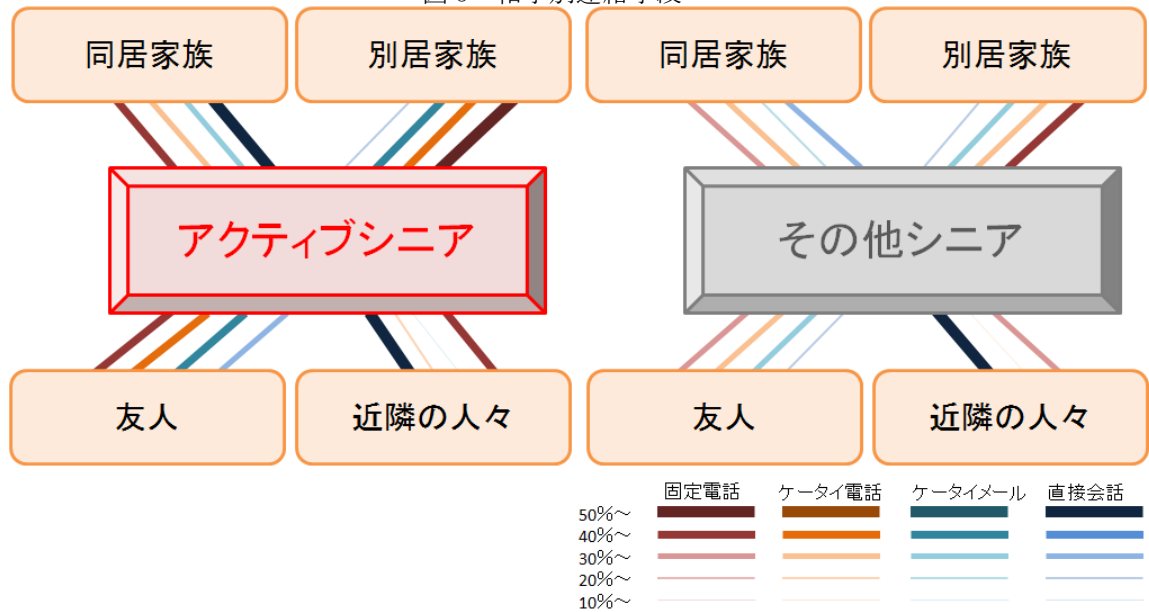 同居家族 別居家族 同居家族 別居家族
アクティブシニア その他シニア
友人 近隣の人々 友人 近隣の人々
固定電話 ケータイ電話 ケータイメール 直接会話
50%～
40%～
30%～
20%～
10%～